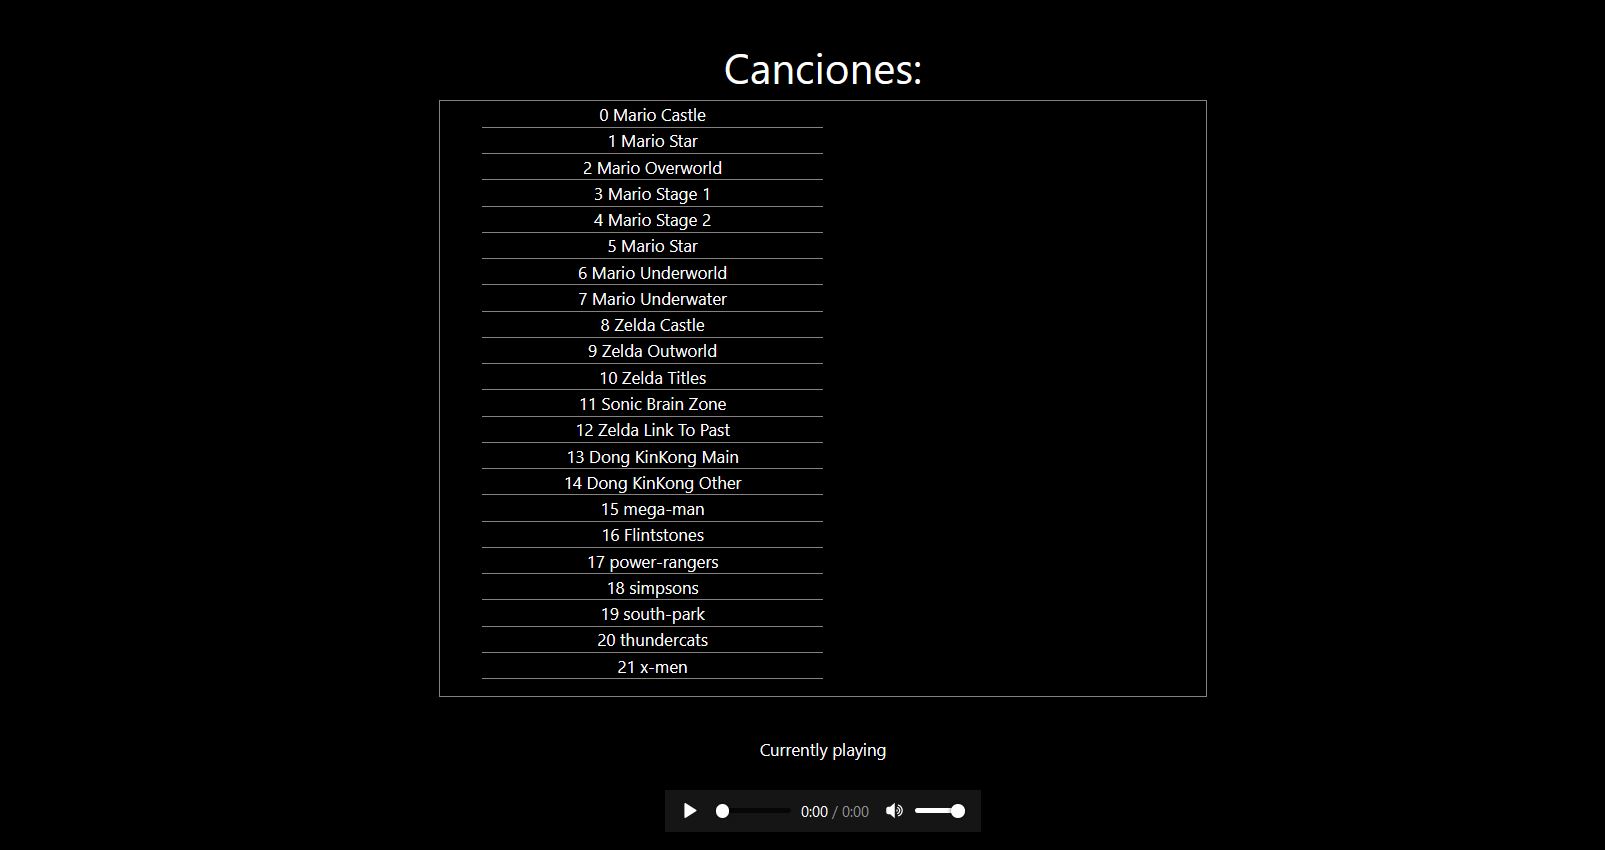 Canciones:
0 Mario Castle
1 Mario Star
2 Mario Overworld
3 Mario Stage 1
4 Mario Stage 2
5 Mario Star
6 Mario Underworld
7 Mario Underwater
8 Zelda Castle
9 Zelda Outworld
10 Zelda Titles
11 Sonic Brain Zone
12 Zelda Link To Past
13 Dong KinKong Main
14 Dong KinKong Other
15 mega-man
16 Flintstones
17 power-rangers
18 simpsons
19 south-park
20 thundercats
21 x-men
Currently playing
0:00 / 0:00